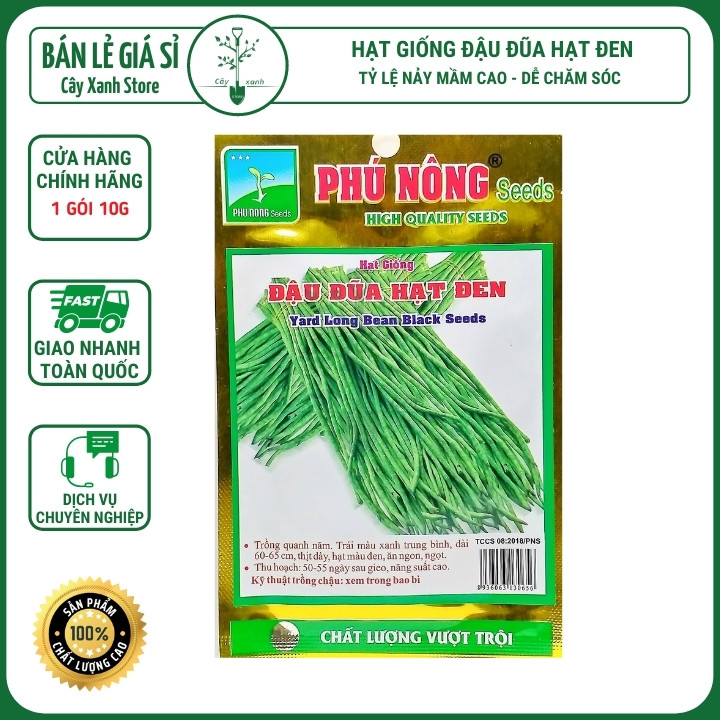 BÁN LẺ GIÁ SỈ
Cây Xanh Store
Cây xanh
HẠT GIỐNG ĐẬU ĐŨA HẠT ĐEN
TỶ LỆ NẢY MẦM CAO - DỄ CHĂM SÓC
CỬA HÀNG
CHÍNH HÃNG
1 GÓI 10G
FAST
GIAO NHANH
TOÀN QUỐC
DỊCH VỤ
CHUYÊN NGHIỆP
SẢN PHẨM
100%
CHẤT LƯỢNG CAO
PHÚ NÔNG Seeds
PHÚ NÔNG® Seeds
HIGH QUALITY SEEDS
Hạt Giống
ĐẬU ĐŨA HẠT ĐEN
Yard Long Bean Black Seeds
• Trồng quanh năm. Trái màu xanh trung bình, dài
60-65 cm, thịt dày, hạt màu đen, ăn ngon, ngọt.
• Thu hoạch: 50-55 ngày sau gieo, năng suất cao.
Kỹ thuật trồng chậu: xem trong bao bì
TCCS 08:2018/PNS
8936063130656
CHẤT LƯỢNG VƯỢT TRỘI